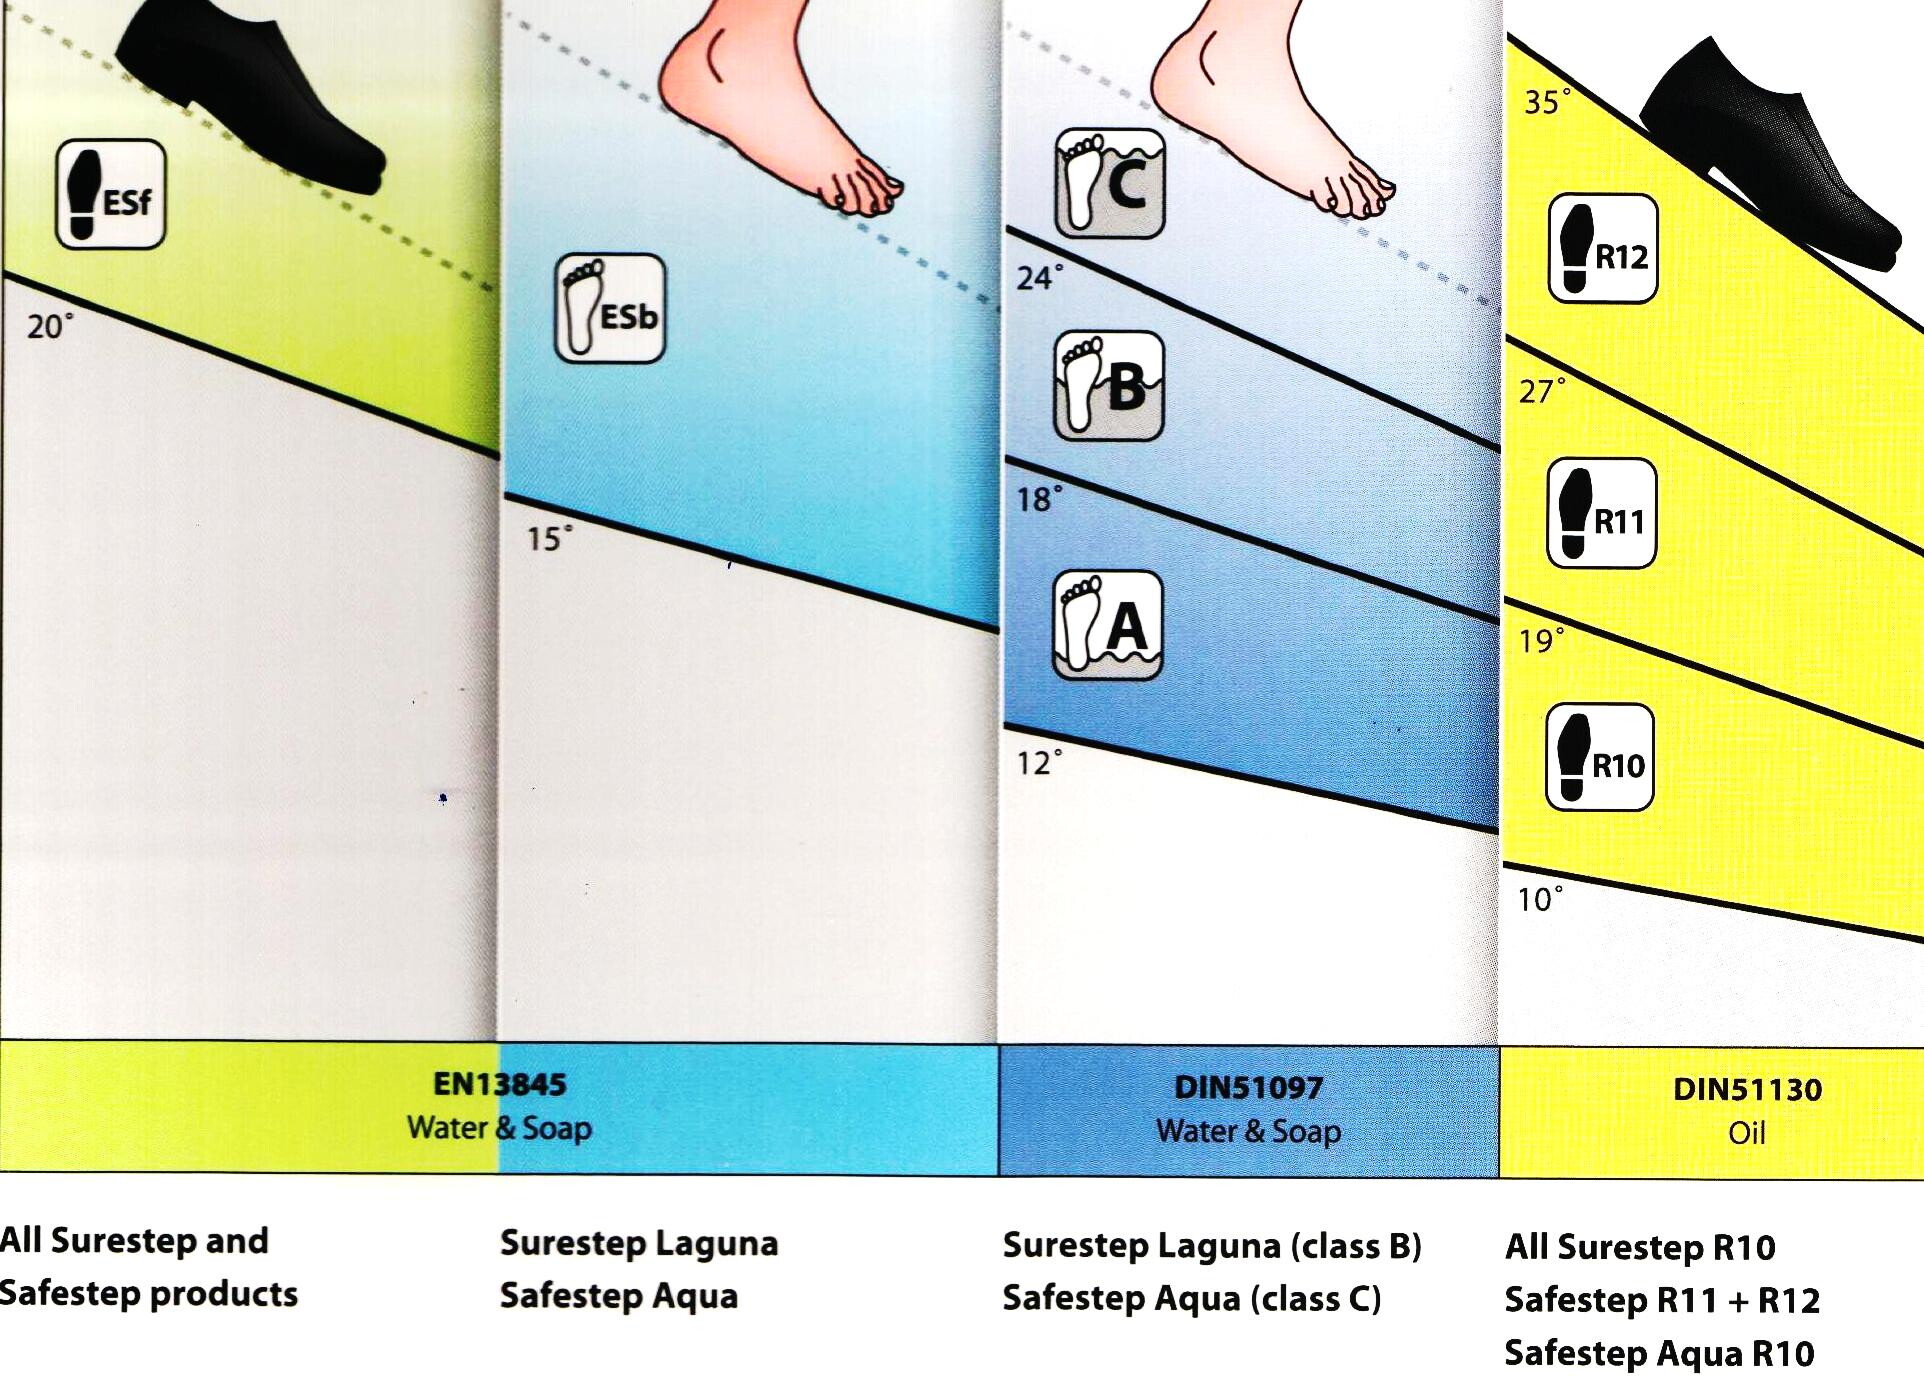 ESf
20°
ESb
15°
C
24°
B
18°
A
12°
35°
R12
27°
R11
19°
R10
10°
EN13845
Water & Soap
DIN51097
Water & Soap
DIN51130
Oil
All Surestep and
Safestep products
Surestep Laguna
Safestep Aqua
Surestep Laguna (class B)
Safestep Aqua (class C)
All Surestep R10
Safestep R11 + R12
Safestep Aqua R10